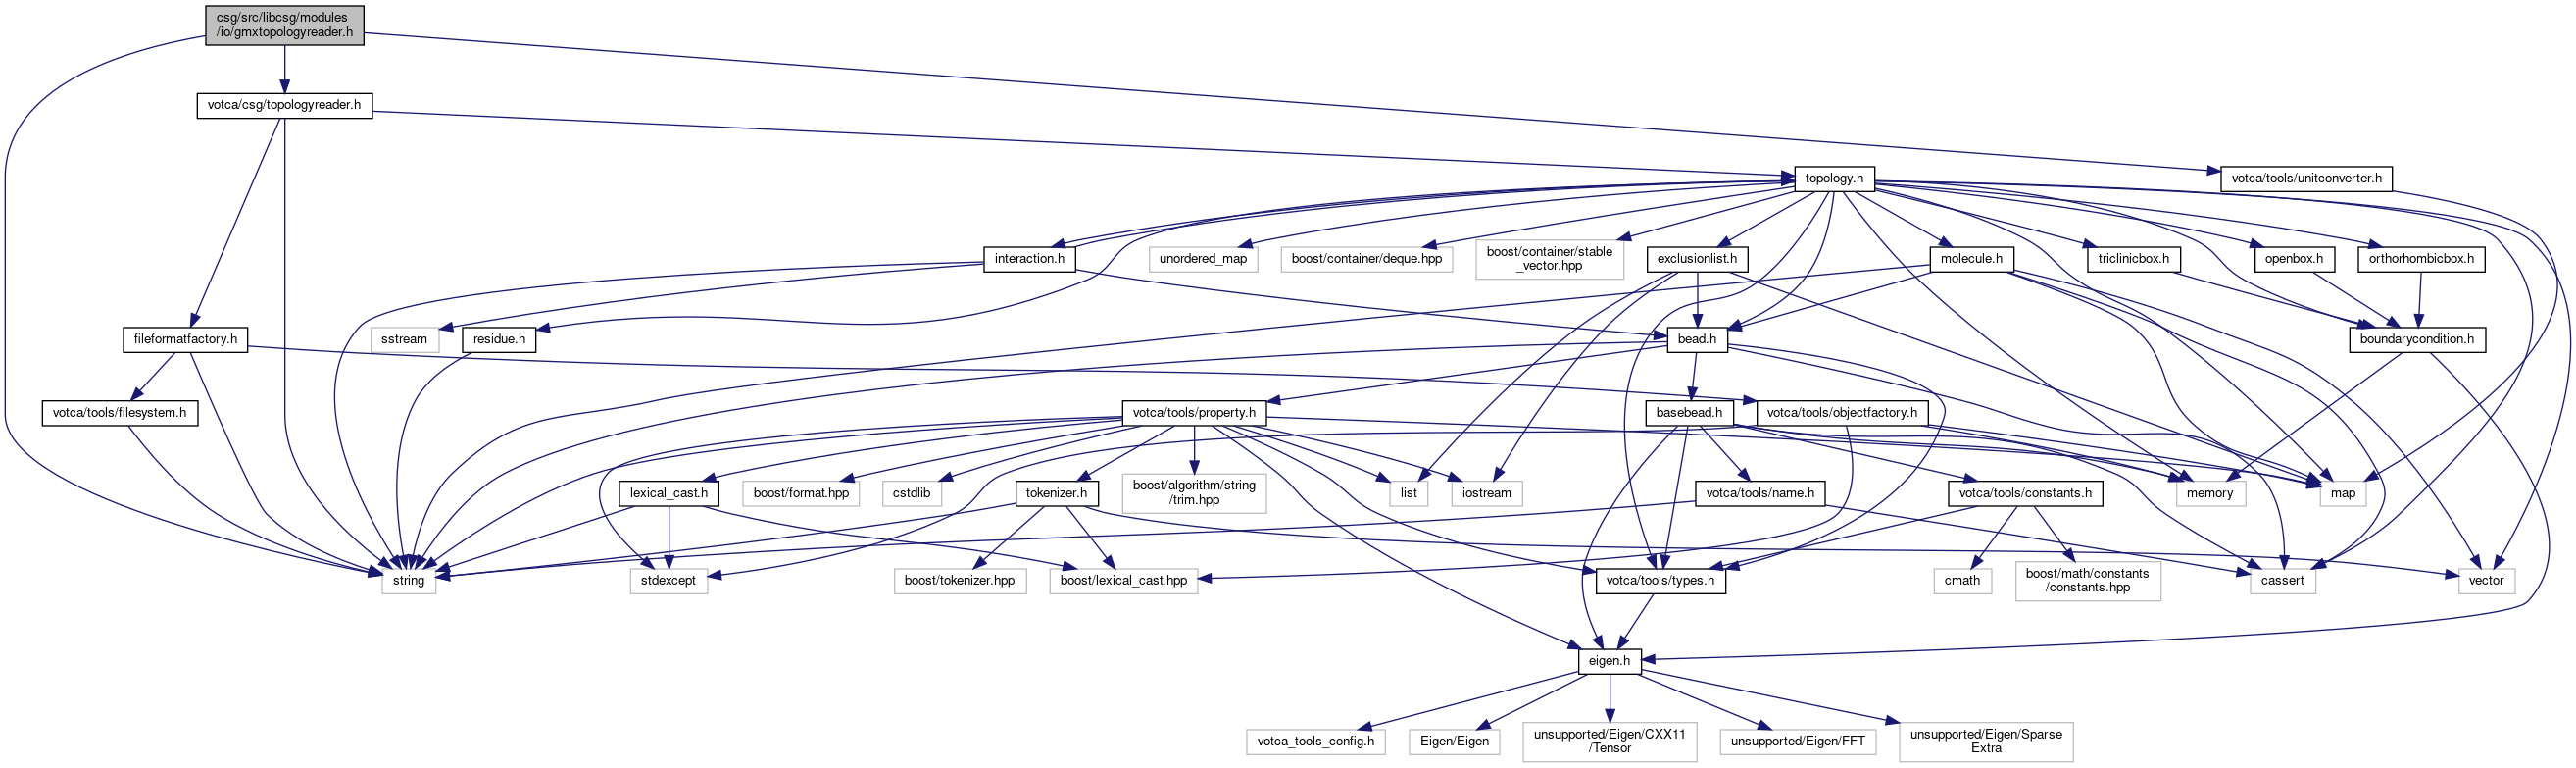 csg/src/libcsg/modules
/io/gmxtopologyreader.h
votca/csg/topologyreader.h
topology.h
votca/tools/unitconverter.h
interaction.h
unordered_map
boost/container/deque.hpp
boost/container/stable
_vector.hpp
exclusionlist.h
molecule.h
triclinicbox.h
openbox.h
orthorhombicbox.h
fileformatfactory.h
sstream
residue.h
bead.h
boundarycondition.h
votca/tools/filesystem.h
votca/tools/property.h
basebead.h
votca/tools/objectfactory.h
lexical_cast.h
boost/format.hpp
cstdlib
tokenizer.h
boost/algorithm/string
/trim.hpp
list
iostream
votca/tools/name.h
votca/tools/constants.h
memory
map
string
stdexcept
boost/tokenizer.hpp
boost/lexical_cast.hpp
votca/tools/types.h
cmath
boost/math/constants
/constants.hpp
cassert
vector
eigen.h
votca_tools_config.h
Eigen/Eigen
unsupported/Eigen/CXX11
/Tensor
unsupported/Eigen/FFT
unsupported/Eigen/Sparse
Extra